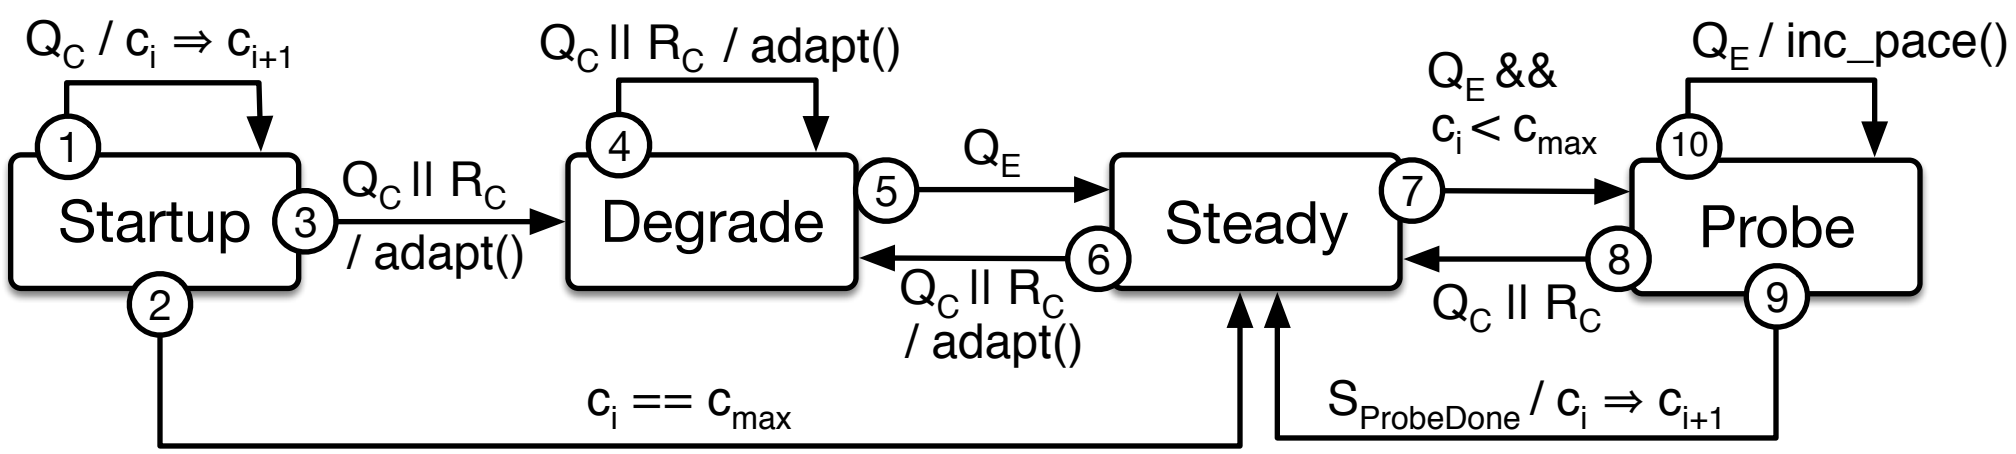 Q_C / c_i ⇒ c_{i+1}
1
Startup
3
2
Q_C || R_C
/ adapt()
Q_C || R_C / adapt()
4
Degrade
5
Q_E
6
Q_C || R_C
/ adapt()
Steady
7
Q_E &&
c_i < c_max
8
Q_C || R_C
Q_E / inc_pace()
10
Probe
9
c_i == c_max
S_ProbeDone / c_i ⇒ c_{i+1}